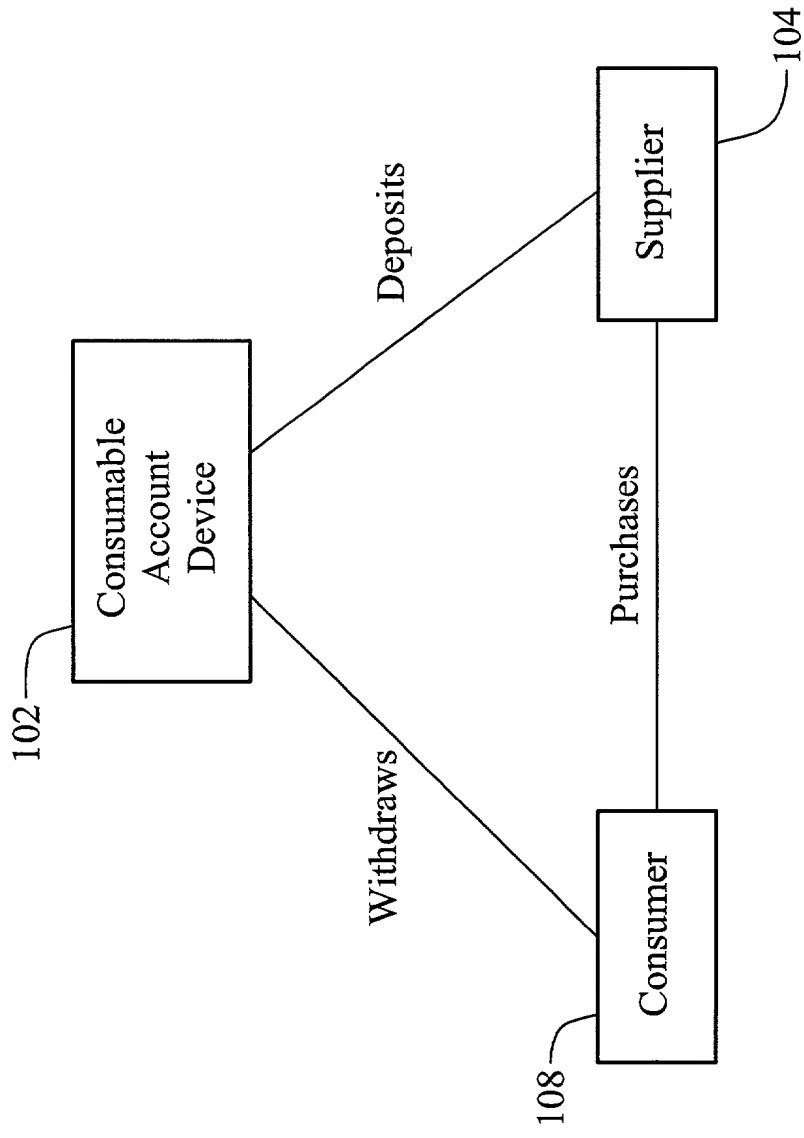 102
Consumable
Account
Device
Withdraws
Deposits
108
Consumer
Purchases
Supplier
104